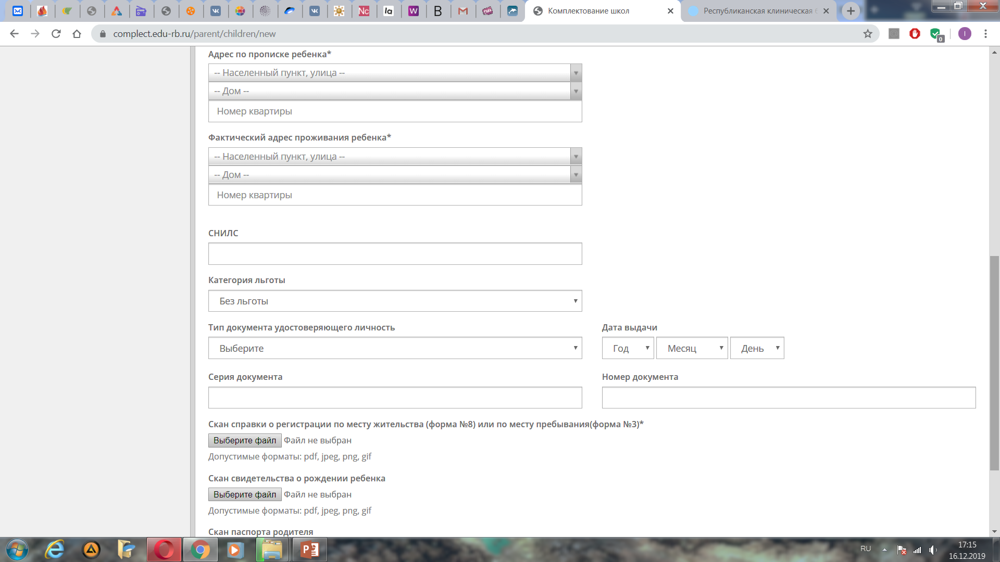 Nc
la
W
B
Комплектование школ
Республиканская клиническая б
complect.edu-rb.ru/parent/children/new
0
I
Адрес по прописке ребенка*
-- Населенный пункт, улица --
-- Дом --
Номер квартиры
Фактический адрес проживания ребенка*
-- Населенный пункт, улица --
-- Дом --
Номер квартиры
СНИЛС
Категория льготы
Без льготы
Тип документа удостоверяющего личность
Дата выдачи
Выберите
Год
Месяц
День
Серия документа
Номер документа
Скан справки о регистрации по месту жительства (форма №8) или по месту пребывания(форма №3)*
Выберите файл Файл не выбран
Допустимые форматы: pdf, jpeg, png, gif
Скан свидетельства о рождении ребенка
Выберите файл Файл не выбран
Допустимые форматы: pdf, jpeg, png, gif
Скан паспорта родителя
RU
17:15
16.12.2019